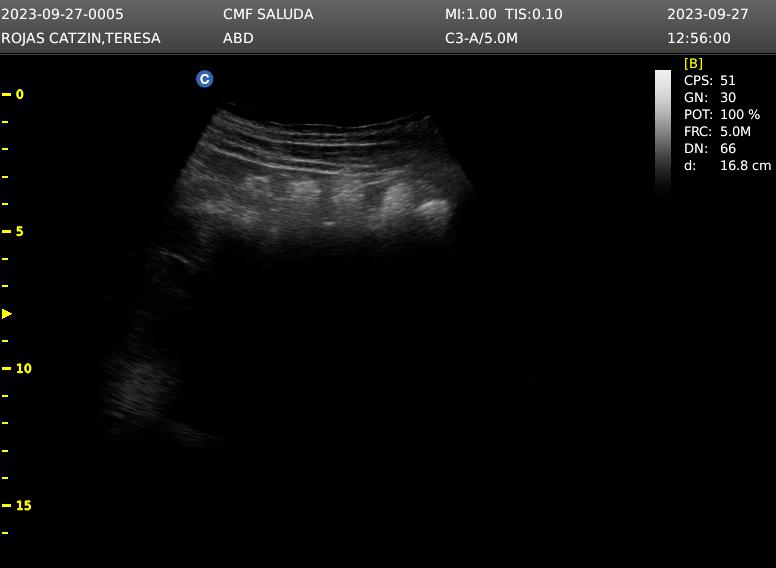 2023-09-27-0005 CMF SALUDA MI:1.00 TIS:0.10 2023-09-27
ROJAS CATZIN,TERESA ABD C3-A/5.0M 12:56:00
C
[B]
CPS: 51
GN: 30
POT: 100 %
FRC: 5.0M
DN: 66
d: 16.8 cm
0
5
10
15